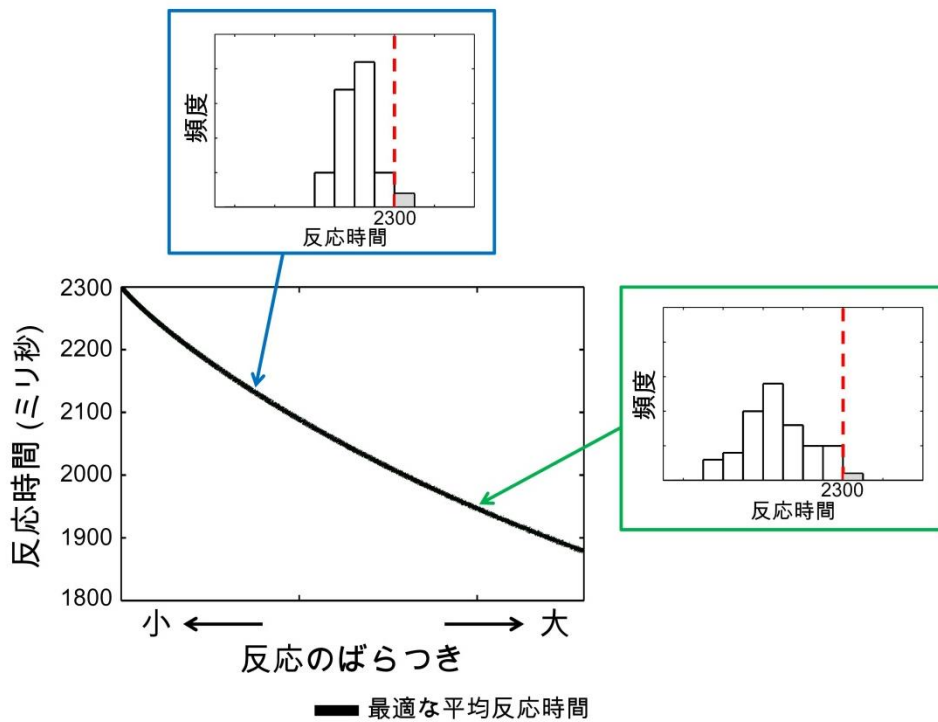 頻度
2300
反応時間
反応時間 (ミリ秒)
2300
2200
2100
2000
1900
1800
頻度
2300
反応時間
小
大
反応のばらつき
最適な平均反応時間